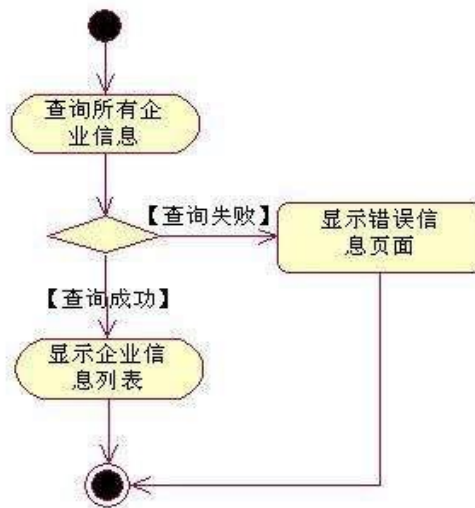 查询所有企
业信息
【查询失败】
显示错误信
息页面
【查询成功】
显示企业信
息列表